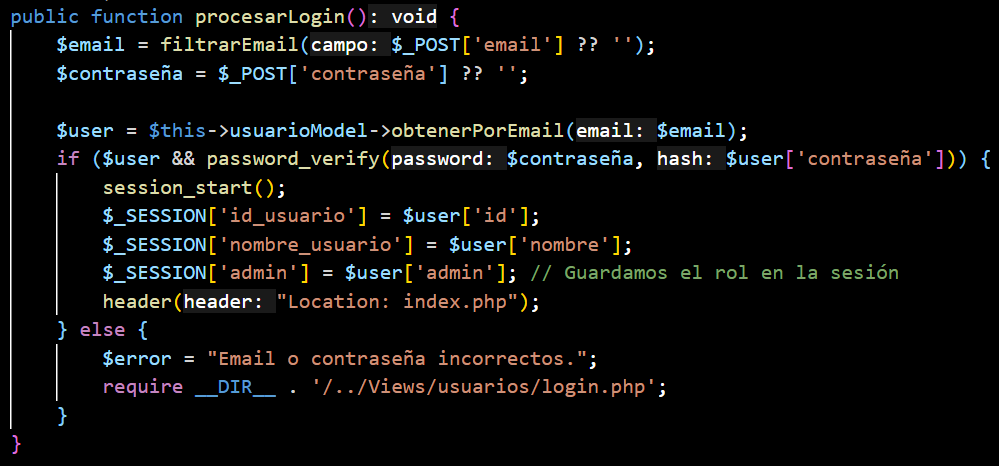 public function procesarLogin(): void {
    $email = filtrarEmail(campo: $_POST['email'] ?? '');
    $contraseña = $_POST['contraseña'] ?? '';

    $user = $this->usuarioModel->obtenerPorEmail(email: $email);
    if ($user && password_verify(password: $contraseña, hash: $user['contraseña'])) {
        session_start();
        $_SESSION['id_usuario'] = $user['id'];
        $_SESSION['nombre_usuario'] = $user['nombre'];
        $_SESSION['admin'] = $user['admin']; // Guardamos el rol en la sesión
        header(header: "Location: index.php");
    } else {
        $error = "Email o contraseña incorrectos.";
        require __DIR__ . '/../Views/usuarios/login.php';
    }
}